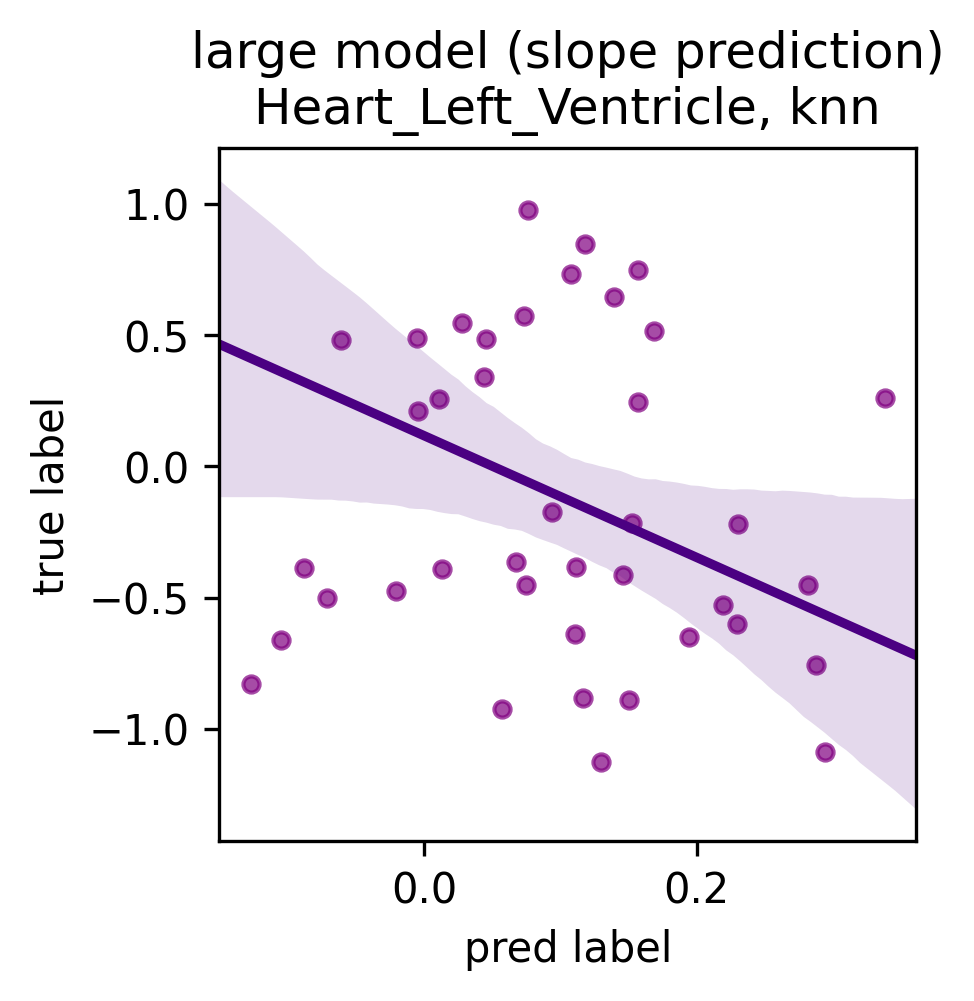 large model (slope prediction)
Heart_Left_Ventricle, knn
1.0
0.5
0.0
−0.5
−1.0
true label
0.0
0.2
pred label